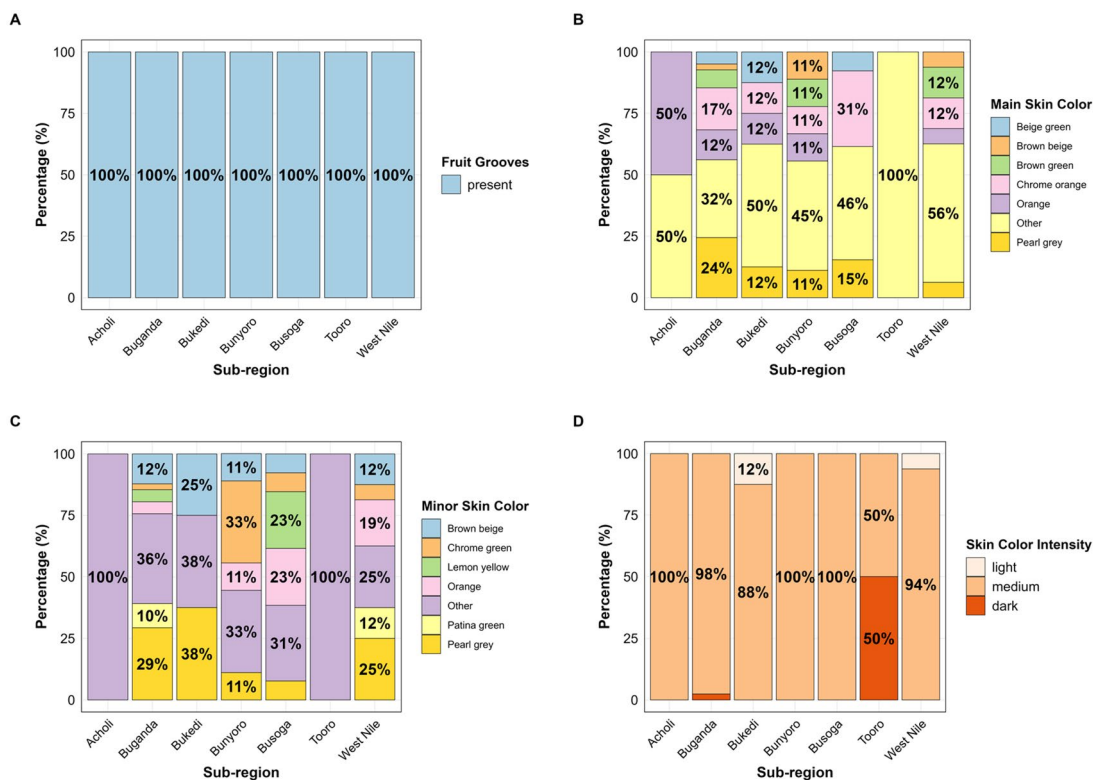 A
100
75
50
25
0
Percentage (%)
100% 100% 100% 100% 100% 100% 100%
Acholi
Buganda
Bukedi
Bunyoro
Busoga
Tooro
West Nile
Sub-region
Fruit Grooves
present
B
100
75
50
25
0
Percentage (%)
50%
50%
17%
12%
32%
24%
12%
12%
12%
50%
12%
11%
11%
11%
11%
45%
11%
31%
46%
15%
100%
12%
12%
56%
Acholi
Buganda
Bukedi
Bunyoro
Busoga
Tooro
West Nile
Sub-region
Main Skin Color
Beige green
Brown beige
Brown green
Chrome orange
Orange
Other
Pearl grey
C
100
75
50
25
0
Percentage (%)
100%
12%
36%
10%
29%
25%
38%
38%
11%
33%
11%
33%
11%
23%
23%
31%
100%
12%
19%
25%
12%
25%
Acholi
Buganda
Bukedi
Bunyoro
Busoga
Tooro
West Nile
Sub-region
Minor Skin Color
Brown beige
Chrome green
Lemon yellow
Orange
Other
Patina green
Pearl grey
D
100
75
50
25
0
Percentage (%)
100%
98%
12%
88%
100%
100%
50%
50%
94%
Acholi
Buganda
Bukedi
Bunyoro
Busoga
Tooro
West Nile
Sub-region
Skin Color Intensity
light
medium
dark